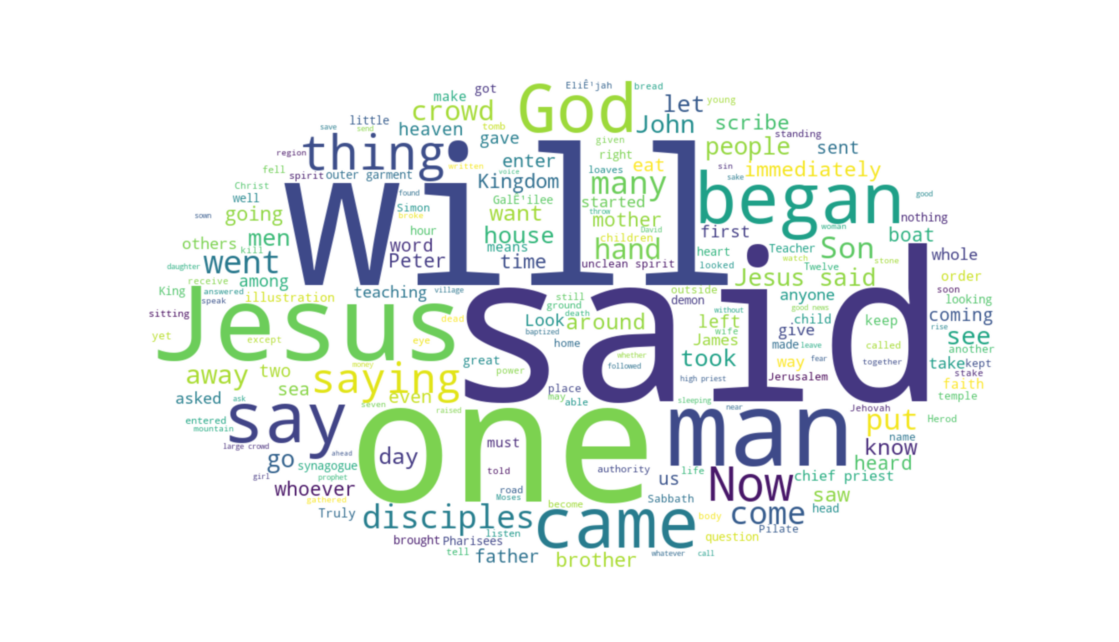 EliÊ¹jah bread
got
make God let young
crowd
little tomb John scribe
save send heaven gave standing
region thing given people sent
written right
fell spirit outer garment voice enter loaves eat sin immediately
Christ found Kingdom many sake good
well will GalÊ¹ilee started began
sown Simon want throw mother David woman nothing
going broke hour house children first
others men word means hand heart Teacher Son boat
kill went Peter time unclean spirit looked watch stone whole
daughter among Jesus said Twelve
receive village outside soon order
King answered teaching still demon anyone looking
speak illustration ground good news
sitting Jesus said death without child rise coming
Look around left give keep
yet except dead baptized wife made called see
eye home James leave another
great whether way fear together
two saying power followed took take kept
away sea money place high priest Jerusalem stake
even may able faith
asked seven ask sleeping temple
say one raised near man Jehovah put Herod
entered mountain must name
large crowd ahead day told authority life know
go synagogue us heard
girl prophet road Now chief priest
whoever Moses Sabbath saw
gathered become come head
Truly disciples listen came body Pilate
brought Pharisees question
tell father brother whatever call